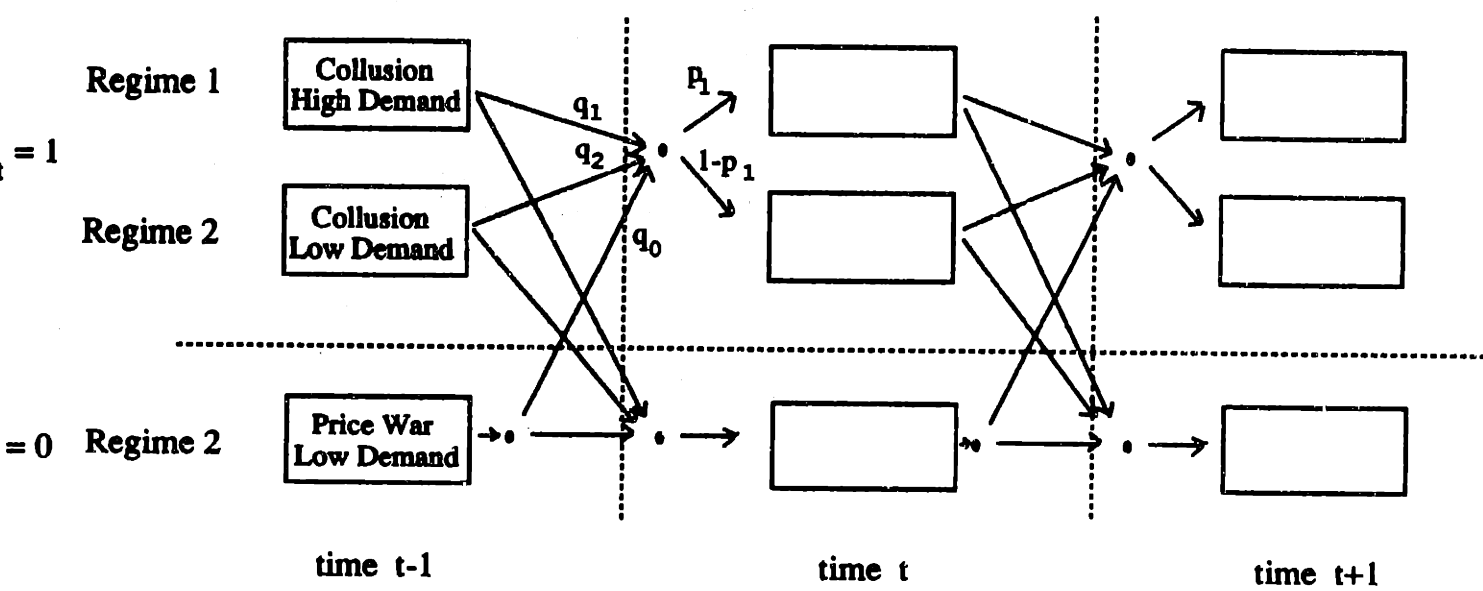 Regime 1
Collusion
High Demand
t = 1
q1
q2
p1
1-p1
Regime 2
Collusion
Low Demand
q0
= 0
Regime 2
Price War
Low Demand
time t-1
time t
time t+1